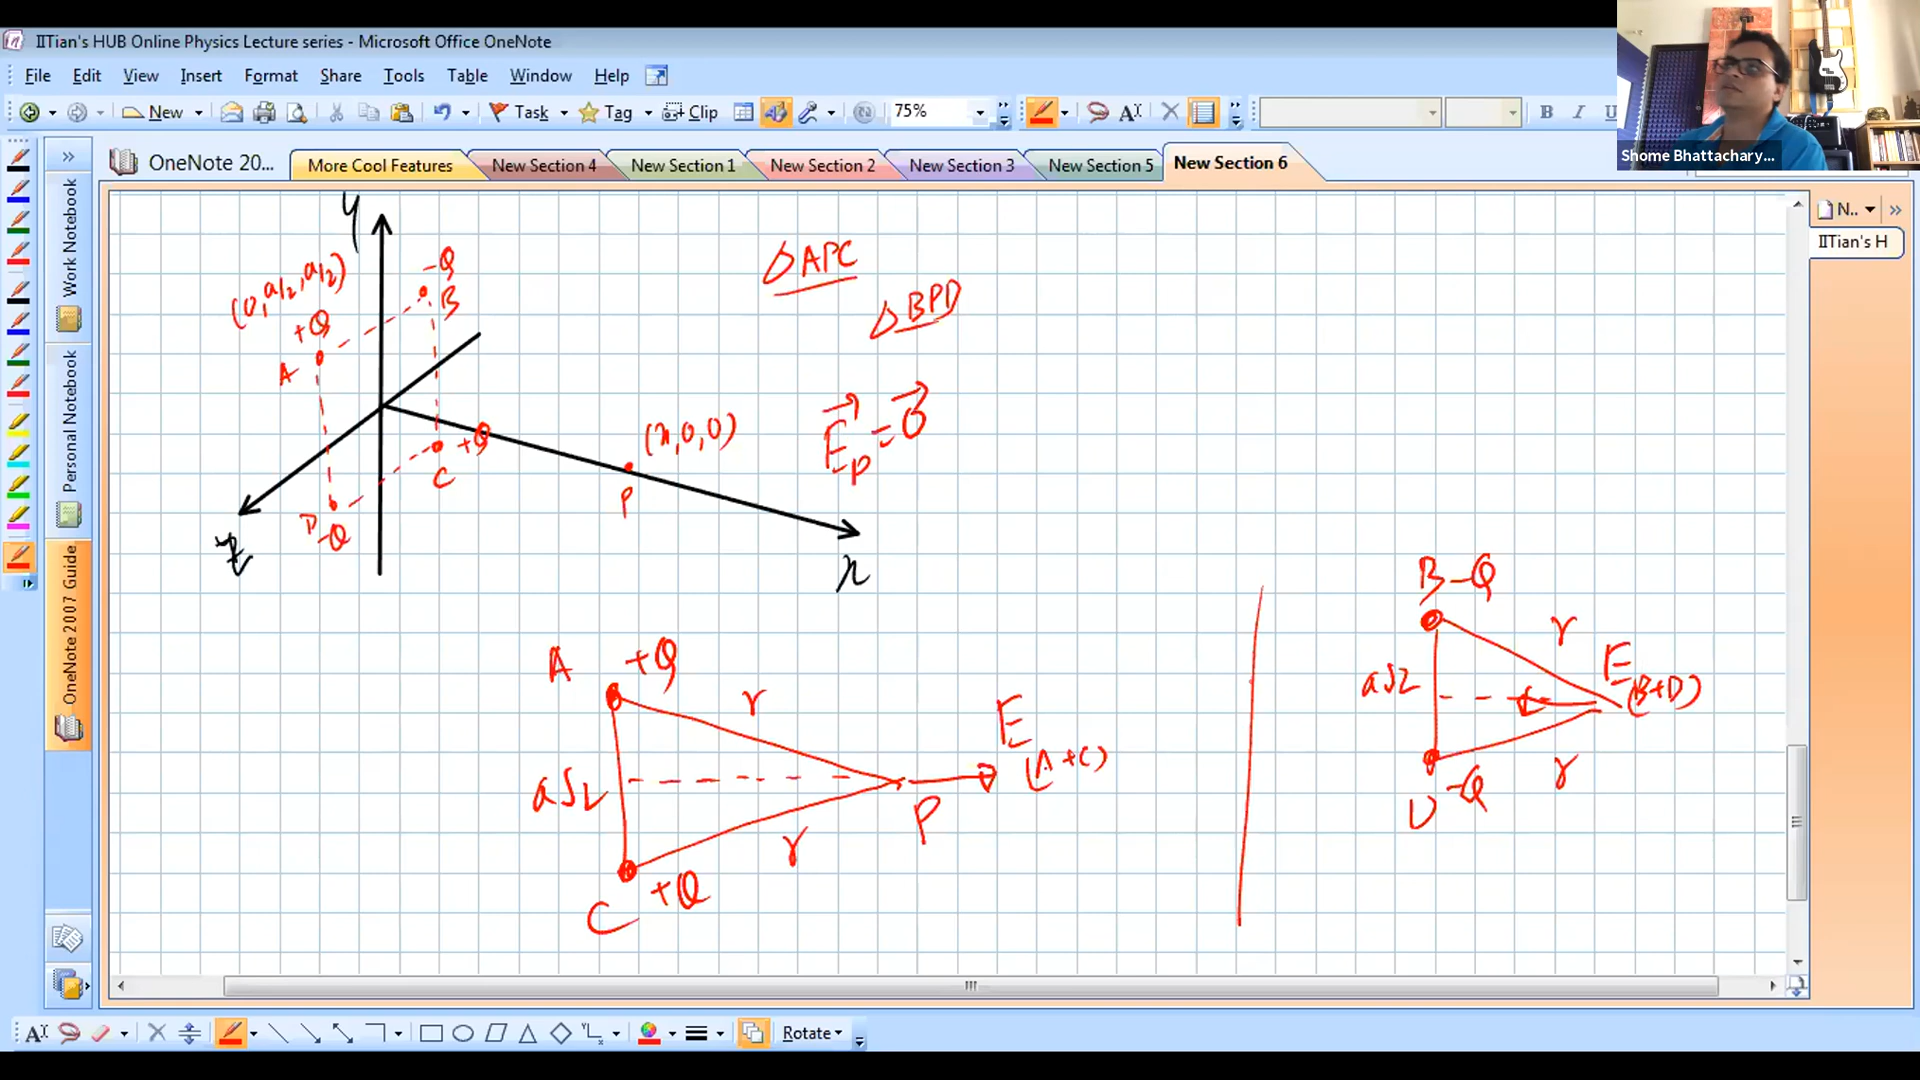 IITian's HUB Online Physics Lecture series - Microsoft Office OneNote
File Edit View Insert Format Share Tools Table Window Help
New Task Tag Clip 75% B I U
Shome Bhattachary...
OneNote 20... More Cool Features New Section 4 New Section 1 New Section 2 New Section 3 New Section 5 New Section 6
N..
IITian's H
Work Notebook
Personal Notebook
OneNote 2007 Guide
y
(0, a/2, a/2)
-Q
B
+Q
A
△APC
△BPD
+Q
C
(x,0,0)
P
E⃗p = 0⃗
D
-Q
z
x
A +Q
r
a√2
E
(A+C)
P
r
C +Q
B -Q
r
a√2
E
(B+D)
r
D -Q
Rotate